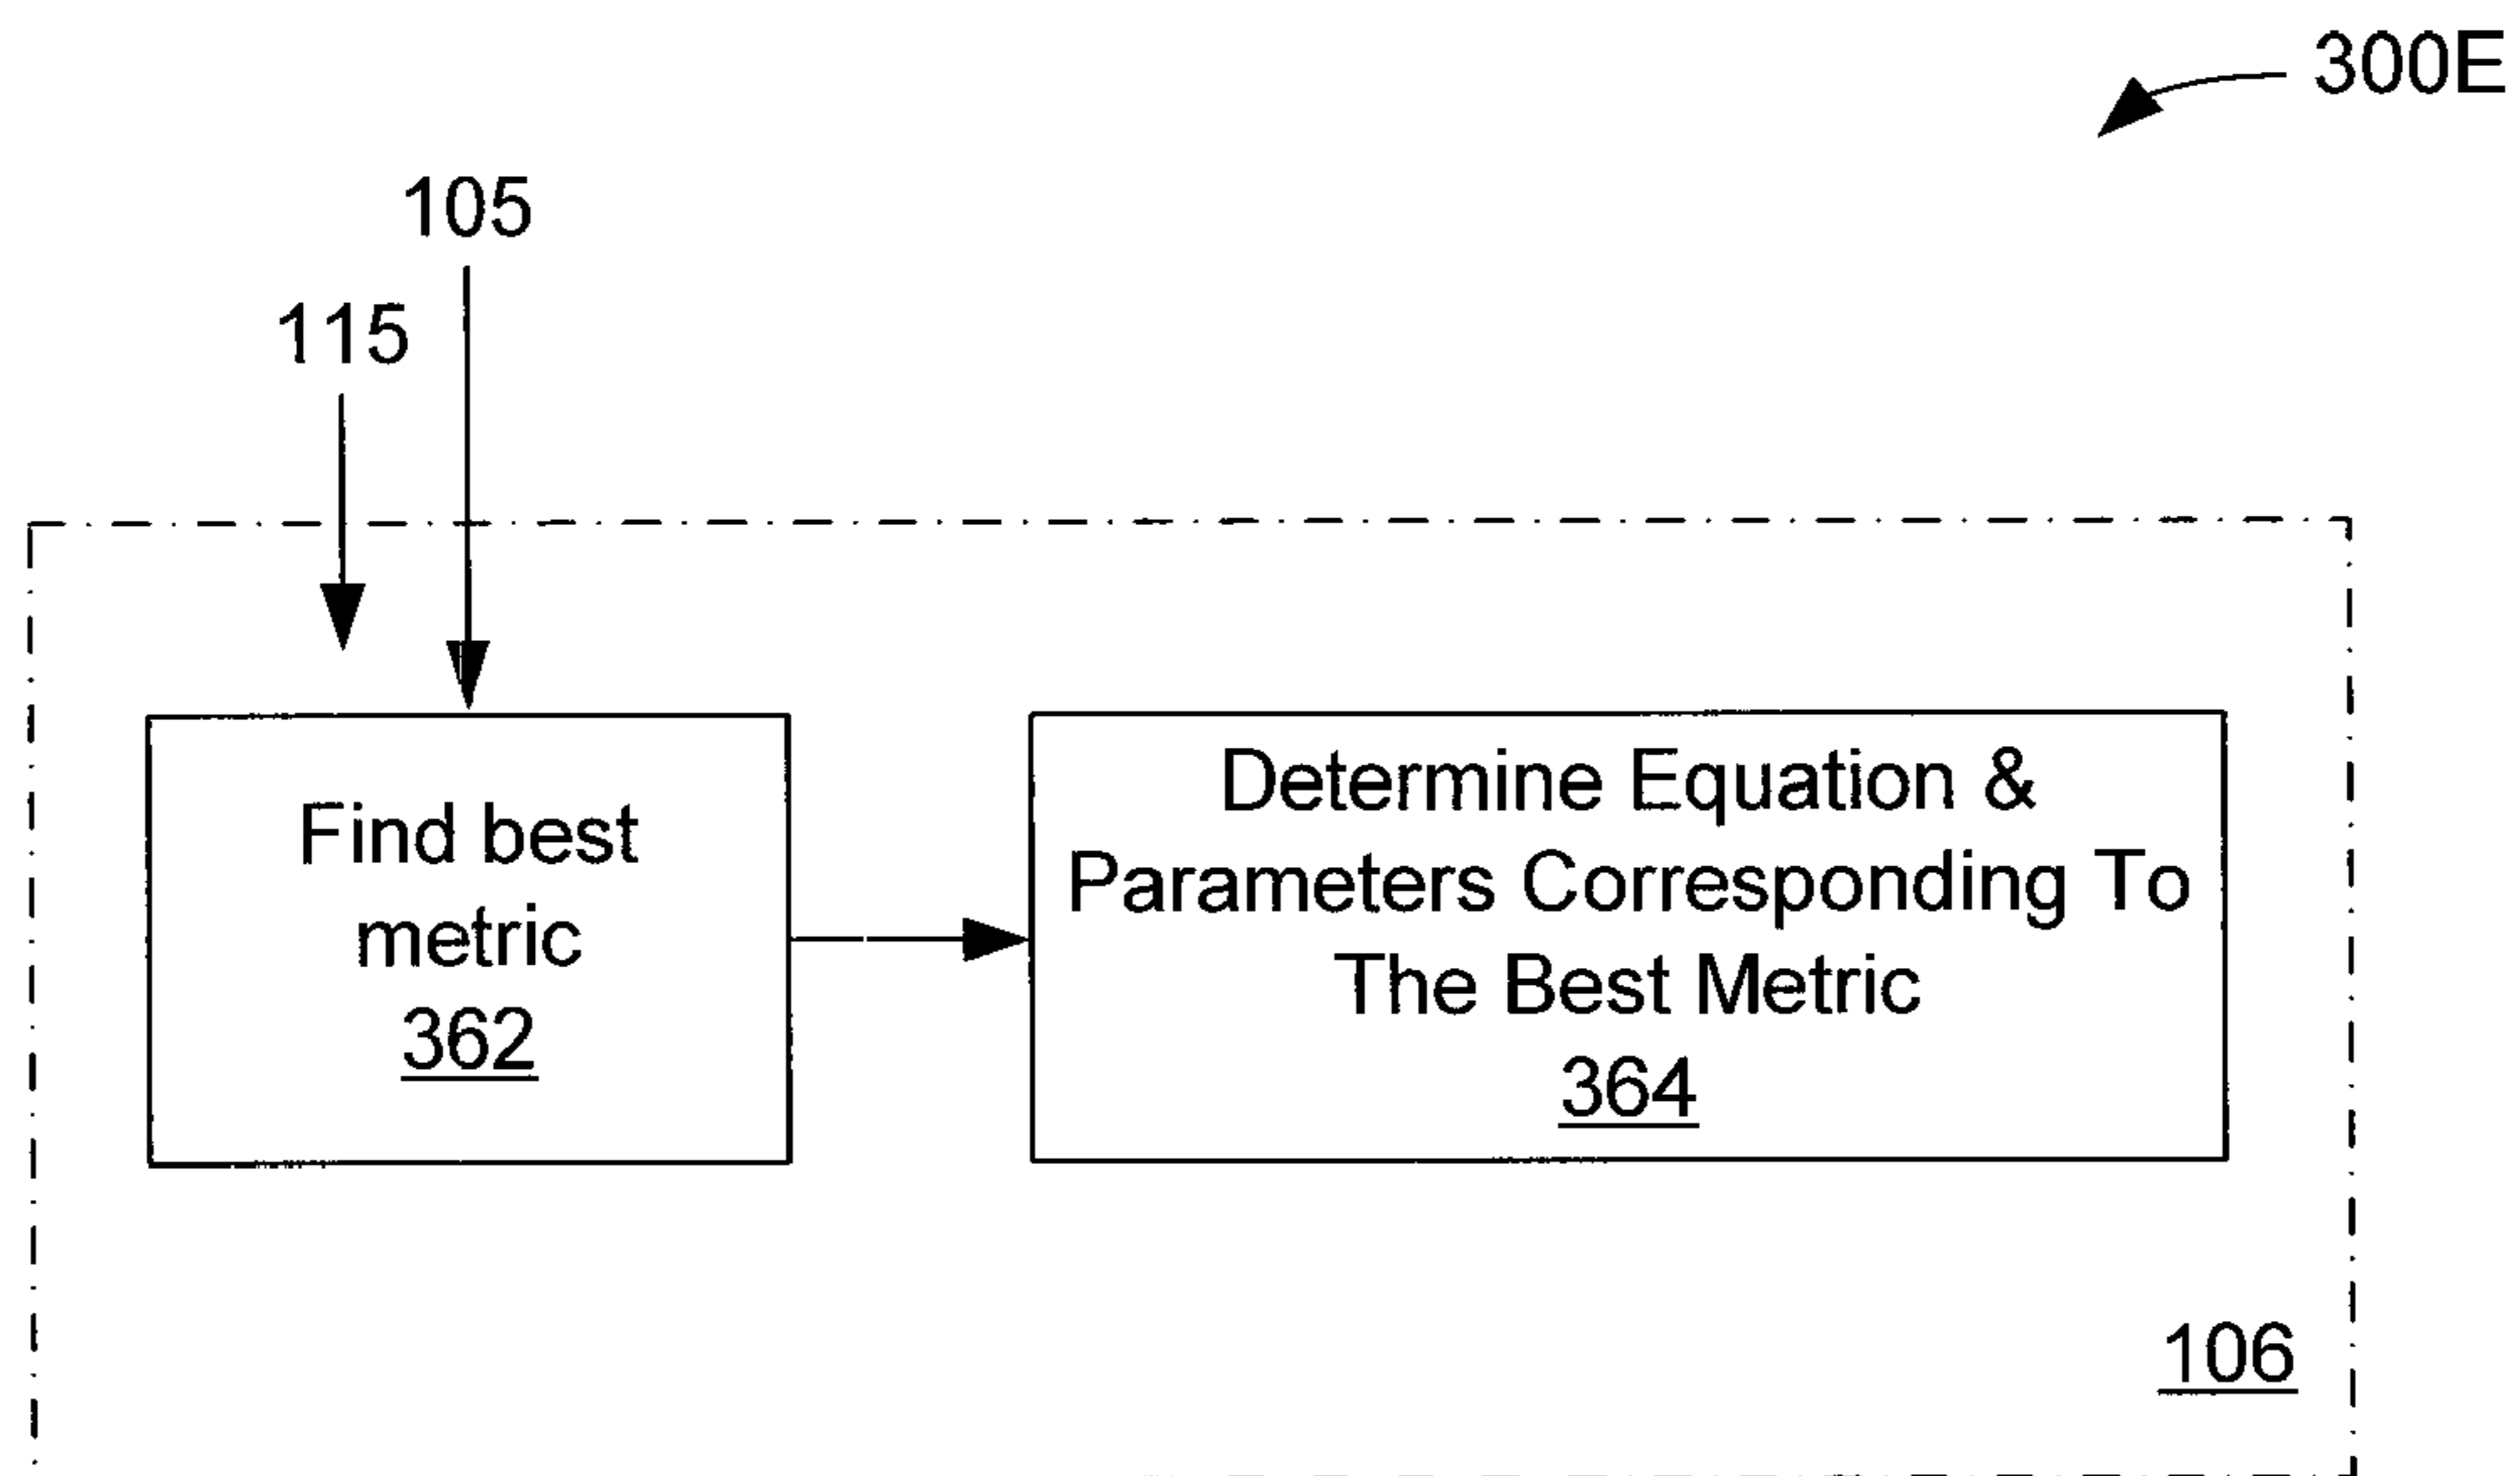 300E
105
115
Find best
metric
362
Determine Equation &
Parameters Corresponding To
The Best Metric
364
106